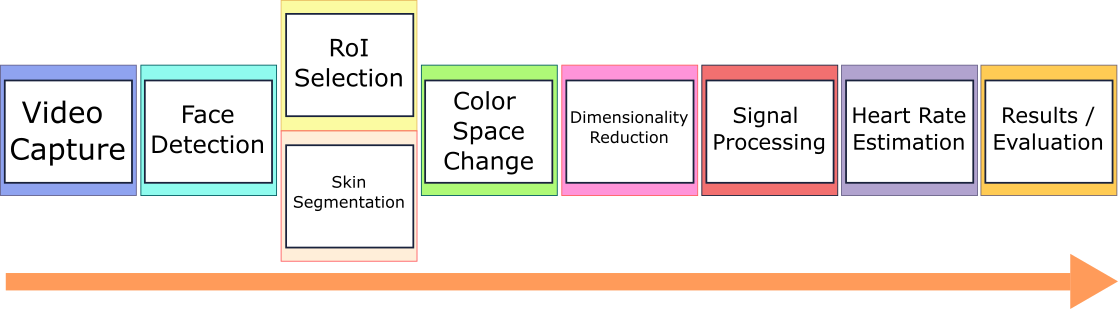 Video
Capture
Face
Detection
RoI
Selection
Skin
Segmentation
Color
Space
Change
Dimensionality
Reduction
Signal
Processing
Heart Rate
Estimation
Results /
Evaluation